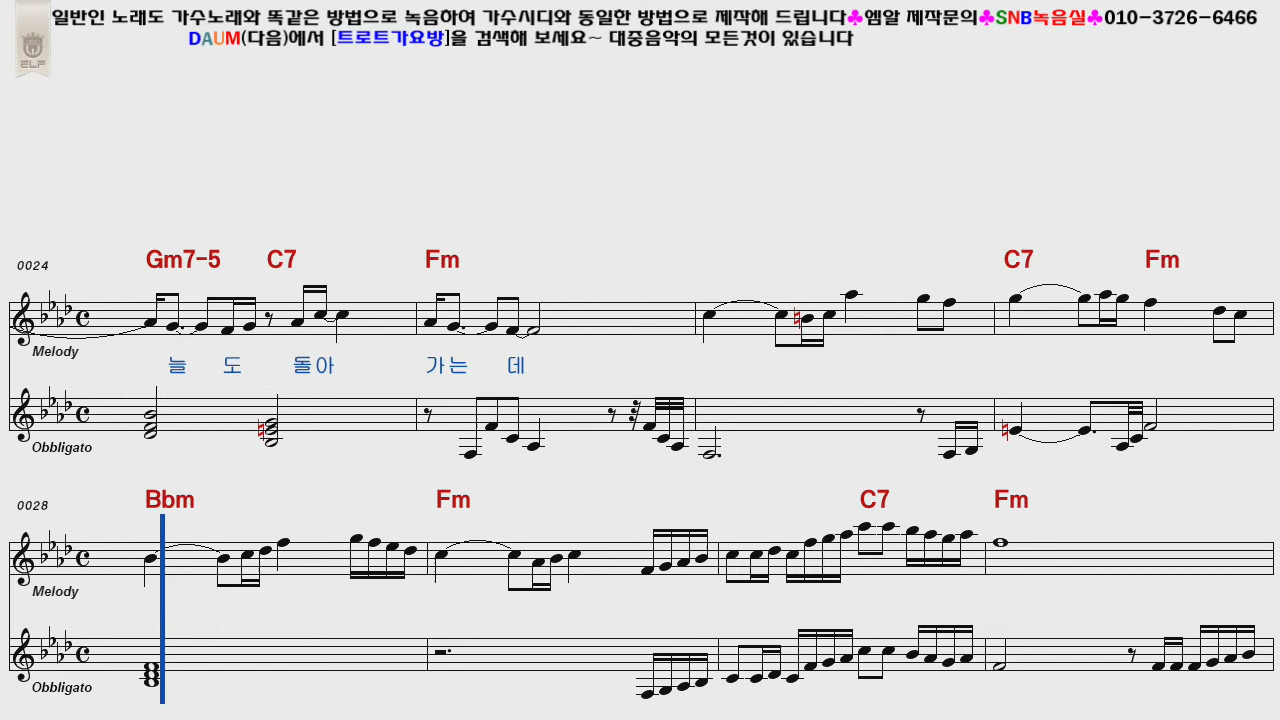 일반인 노래도 가수노래와 똑같은 방법으로 녹음하여 가수시디와 동일한 방법으로 제작해 드립니다♣엠알 제작문의♣SNB녹음실♣010-3726-6466
DAUM(다음)에서 [트로트가요방]을 검색해 보세요~ 대중음악의 모든것이 있습니다
ELF
Gm7-5 C7 Fm C7 Fm
0024
Melody
늘 도 돌아 가는 데
Obbligato
Bbm Fm C7 Fm
0028
Melody
Obbligato